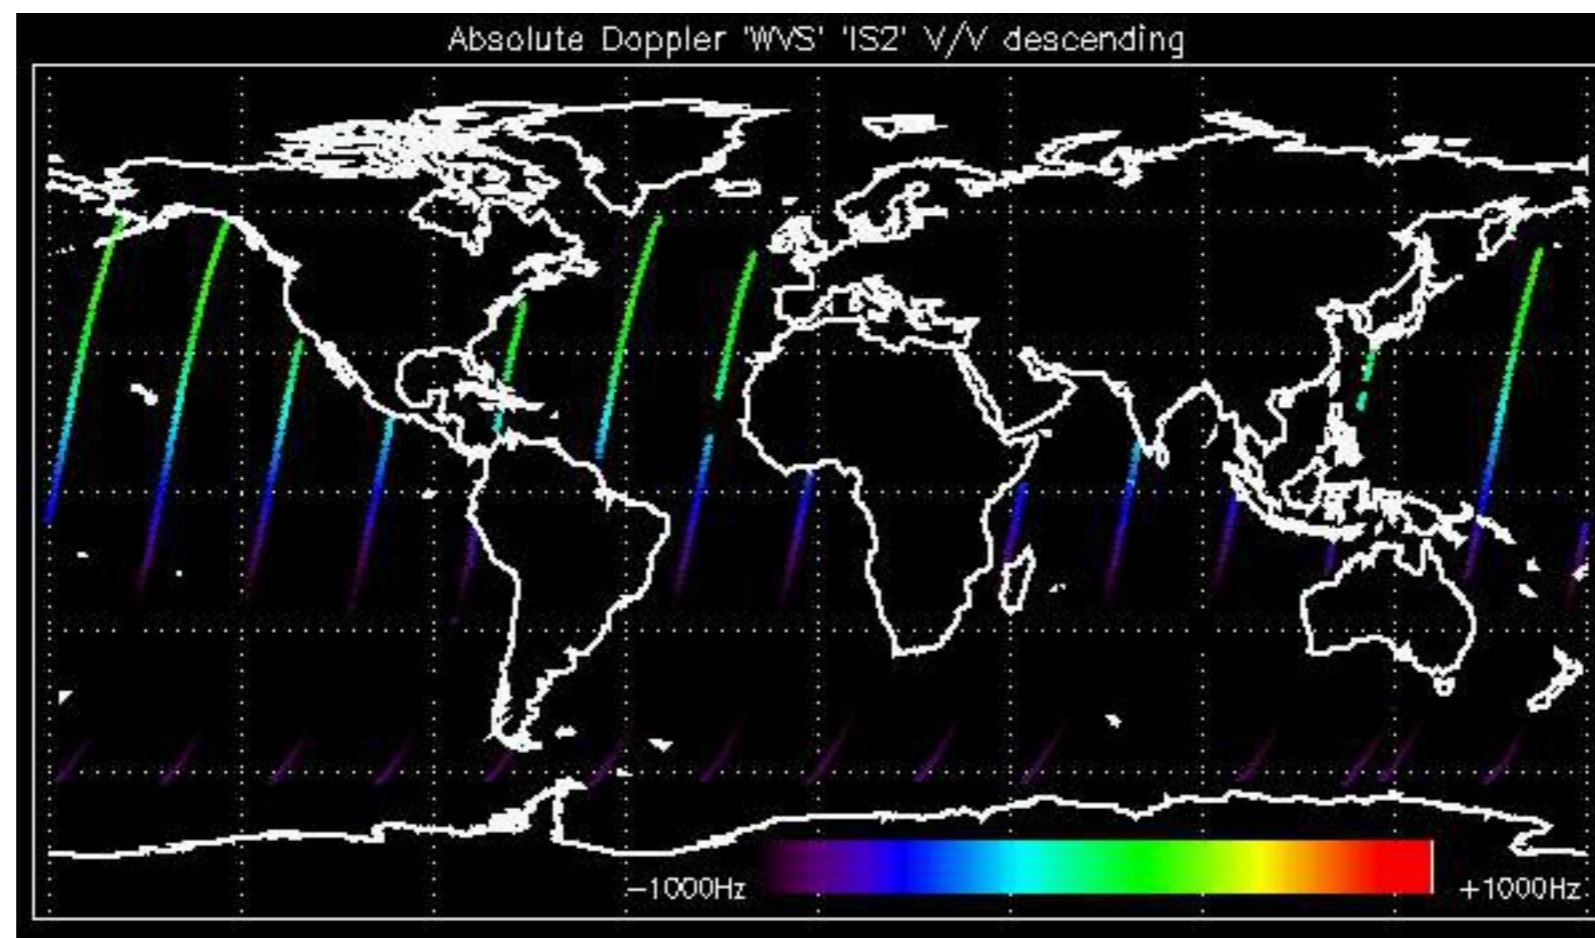 Absolute Doppler 'WVS' 'IS2' V/V descending
-1000Hz
+1000Hz